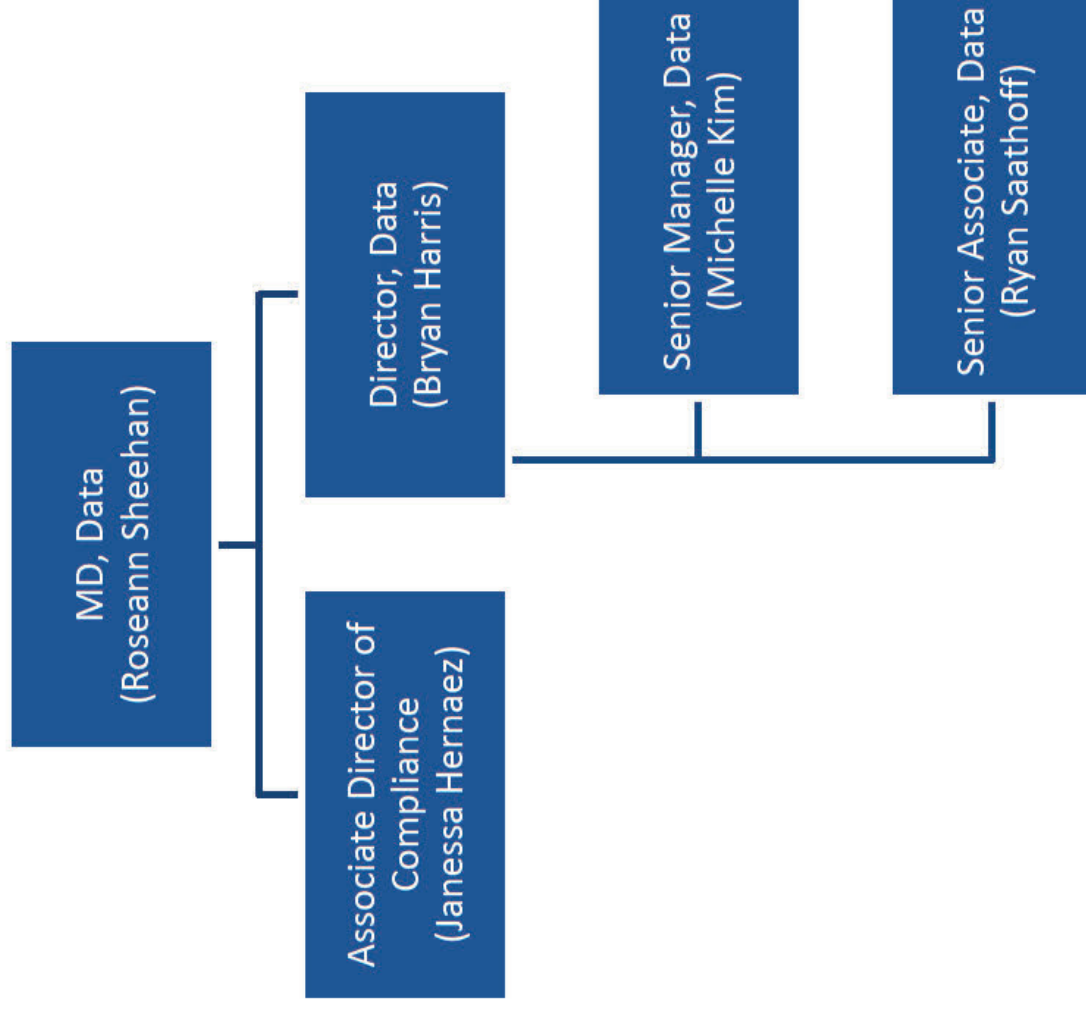 MD, Data
(Roseann Sheehan)
Associate Director of
Compliance
(Janessa Hernaez)
Director, Data
(Bryan Harris)
Senior Manager, Data
(Michelle Kim)
Senior Associate, Data
(Ryan Saathoff)